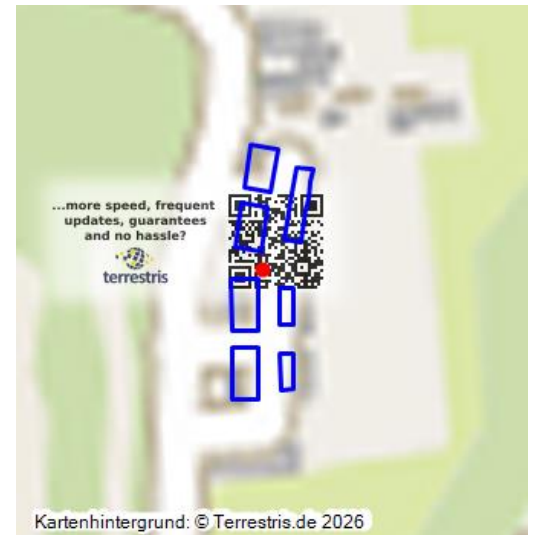 ...more speed, frequent
updates, guarantees
and no hassle?
terrestris
Kartenhintergrund: © Terrestris.de 2026